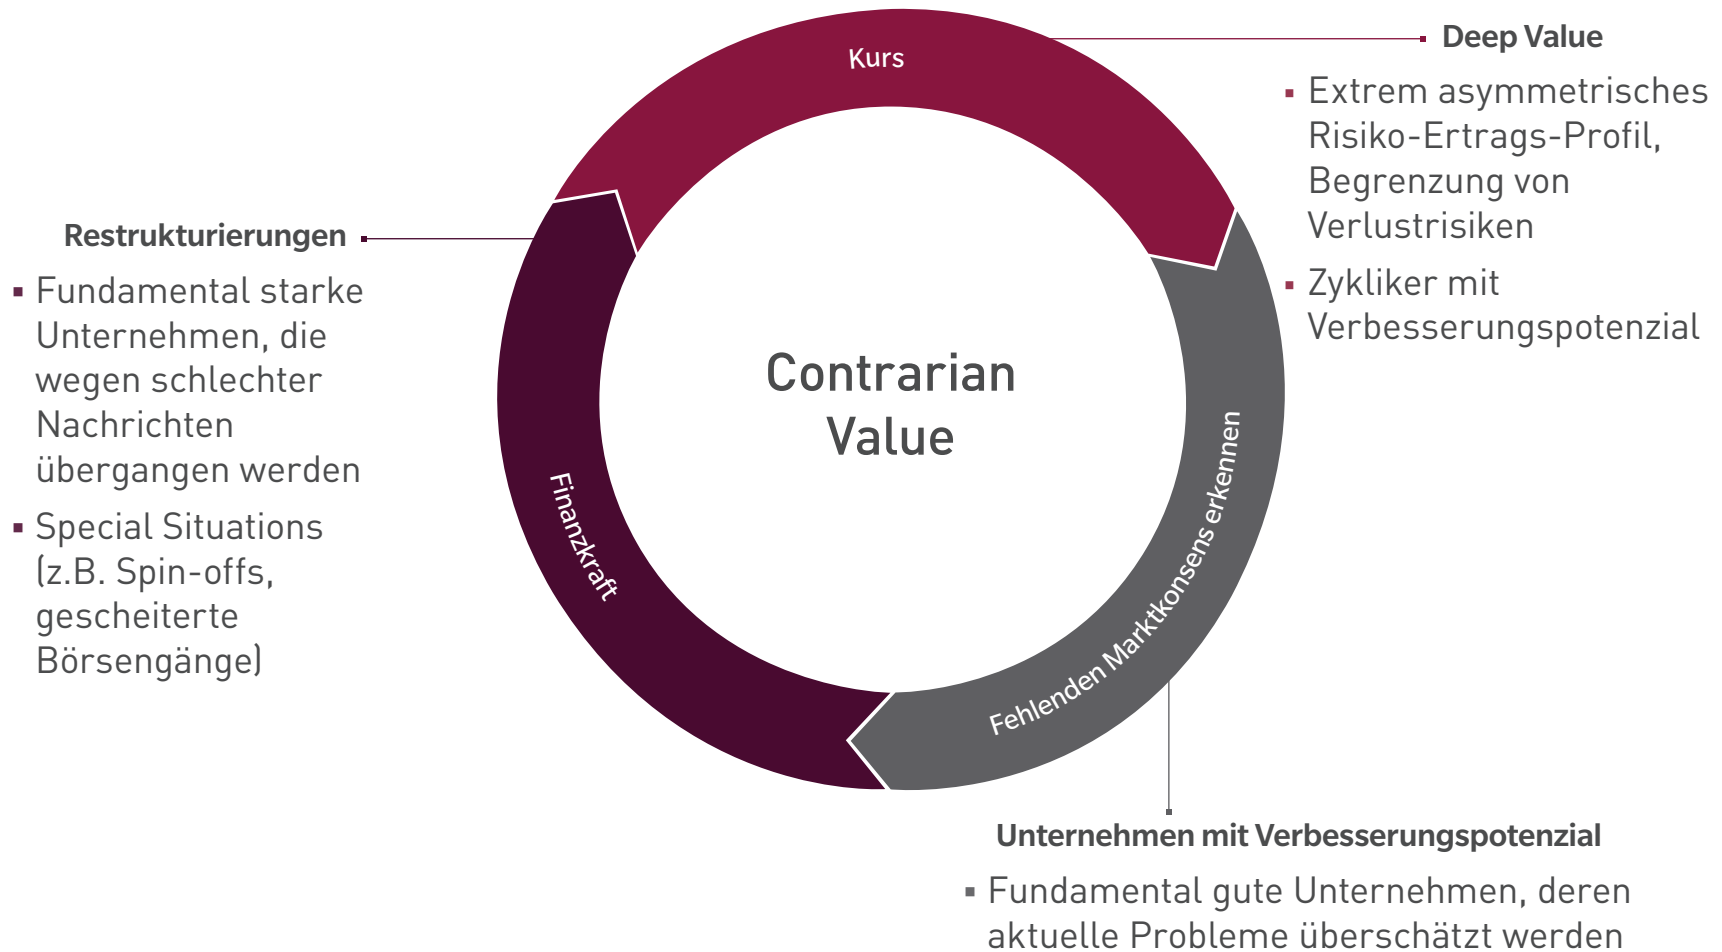 Kurs
Deep Value
▪ Extrem asymmetrisches
Risiko-Ertrags-Profil,
Begrenzung von
Verlustrisiken
▪ Zykliker mit
Verbesserungspotenzial
Restrukturierungen
▪ Fundamental starke
Unternehmen, die
wegen schlechter
Nachrichten
übergangen werden
▪ Special Situations
(z.B. Spin-offs,
gescheiterte
Börsengänge)
Contrarian
Value
Finanzkraft
Fehlenden Marktkonsens erkennen
Unternehmen mit Verbesserungspotenzial
▪ Fundamental gute Unternehmen, deren
aktuelle Probleme überschätzt werden